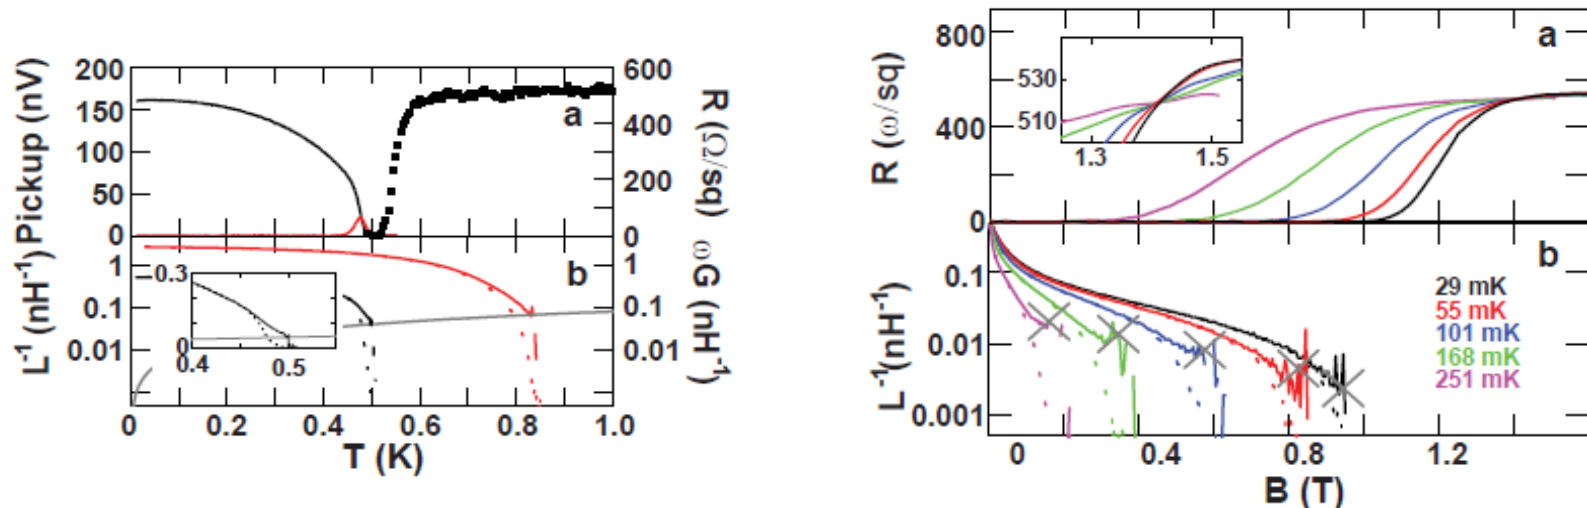 200
150
100
50
0
Pickup (nV)
600
400
200
0
R (Ω/sq)
a
1
0.1
0.01
L⁻¹ (nH⁻¹)
1
0.1
0.01
ωG (nH⁻¹)
b
0.3
0
0.4 0.5
0 0.2 0.4 0.6 0.8 1.0
T (K)
800
400
0
R (ω/sq)
a
530
510
1.3 1.5
0.1
0.01
0.001
L⁻¹(nH⁻¹)
b
29 mK
55 mK
101 mK
168 mK
251 mK
0 0.4 0.8 1.2
B (T)